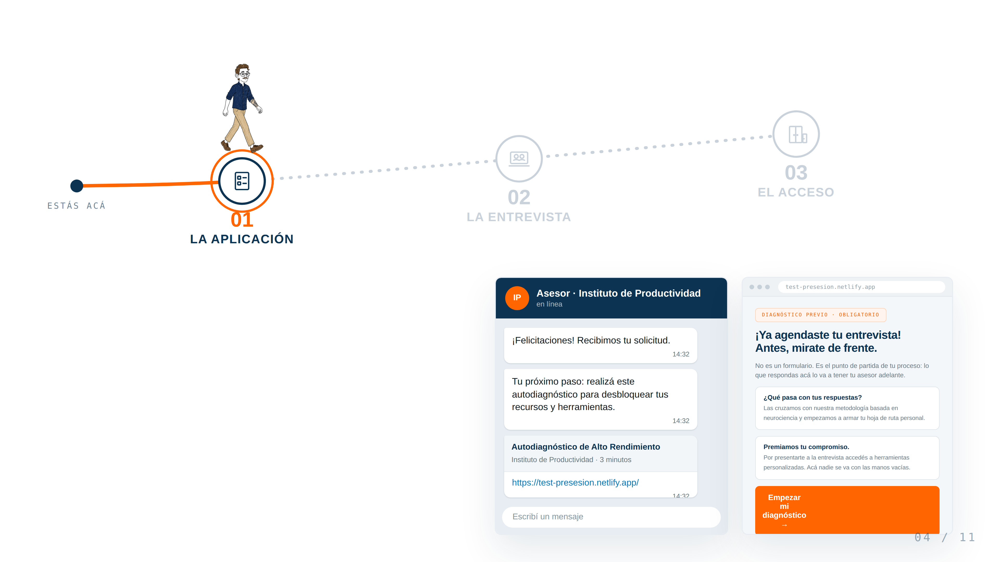 ESTÁS ACÁ
01
LA APLICACIÓN
02
LA ENTREVISTA
03
EL ACCESO
IP
Asesor · Instituto de Productividad
en línea
¡Felicitaciones! Recibimos tu solicitud.
14:32
Tu próximo paso: realizá este
autodiagnóstico para desbloquear tus
recursos y herramientas.
14:32
Autodiagnóstico de Alto Rendimiento
Instituto de Productividad · 3 minutos
https://test-presesion.netlify.app/
14:32
Escribí un mensaje
test-presesion.netlify.app
DIAGNÓSTICO PREVIO · OBLIGATORIO
¡Ya agendaste tu entrevista!
Antes, mirate de frente.
No es un formulario. Es el punto de partida de tu proceso: lo
que respondas acá lo va a tener tu asesor adelante.
¿Qué pasa con tus respuestas?
Las cruzamos con nuestra metodología basada en
neurociencia y empezamos a armar tu hoja de ruta personal.
Premiamos tu compromiso.
Por presentarte a la entrevista accedés a herramientas
personalizadas. Acá nadie se va con las manos vacías.
Empezar
mi
diagnóstico
→
04 / 11